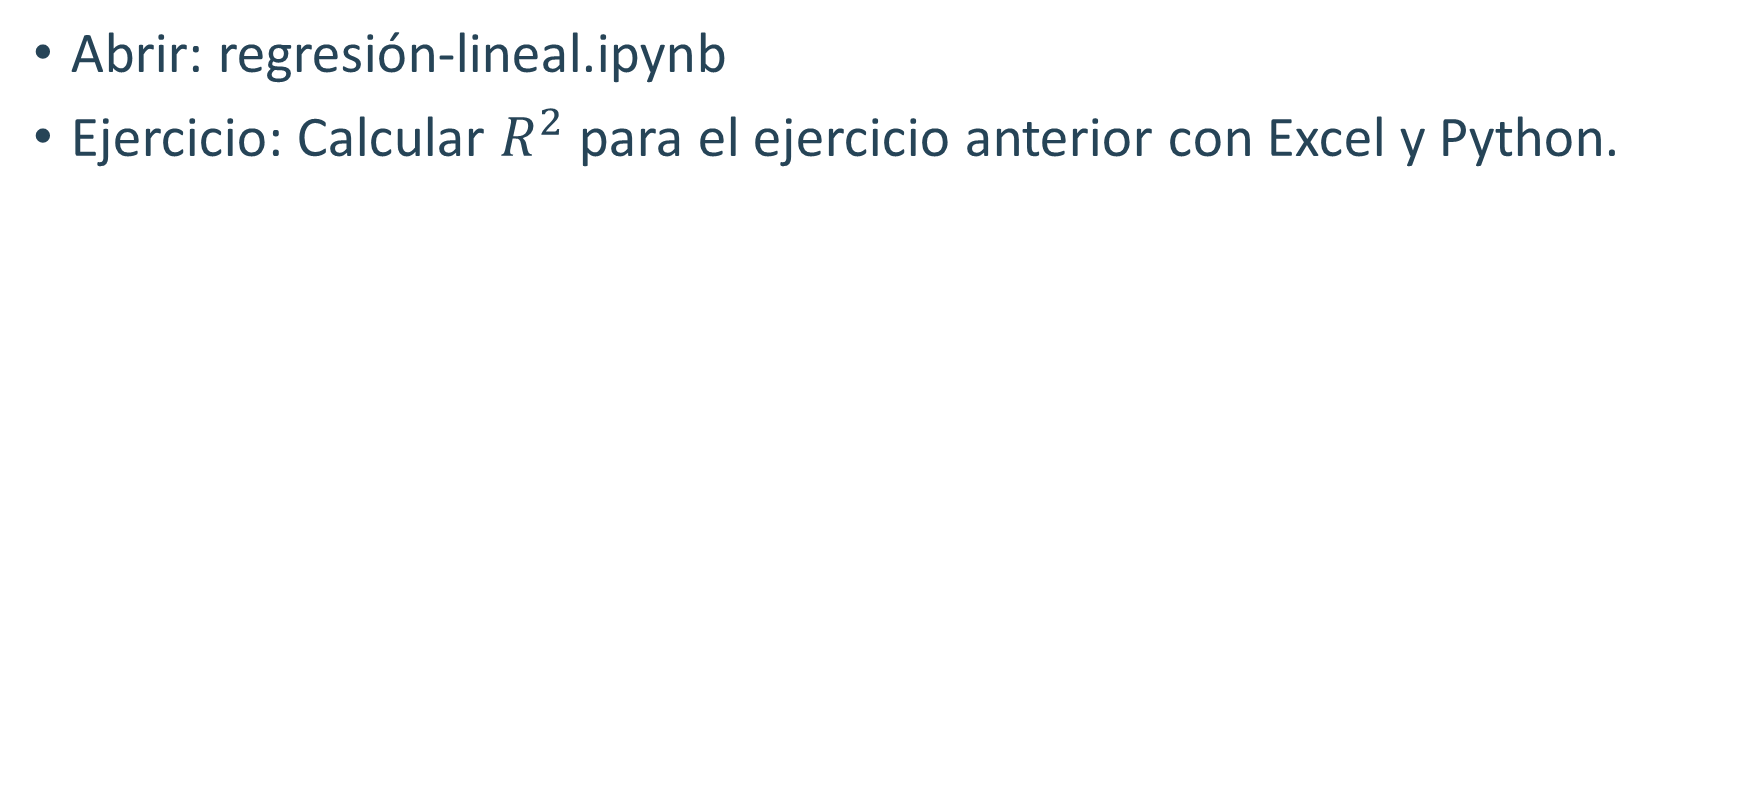 • Abrir: regresión-lineal.ipynb
• Ejercicio: Calcular R² para el ejercicio anterior con Excel y Python.